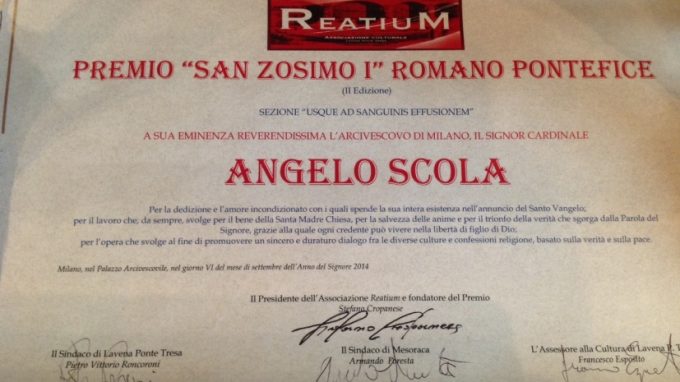 REATIUM
ASSOCIAZIONE CULTURALE
PREMIO “SAN ZOSIMO I” ROMANO PONTEFICE
(II Edizione)
SEZIONE “USQUE AD SANGUINIS EFFUSIONEM”
A SUA EMINENZA REVERENDISSIMA L'ARCIVESCOVO DI MILANO, IL SIGNOR CARDINALE
ANGELO SCOLA
Per la dedizione e l'amore incondizionato con i quali spende la sua intera esistenza nell'annuncio del Santo Vangelo;
per il lavoro che, da sempre, svolge per il bene della Santa Madre Chiesa, per la salvezza delle anime e per il trionfo della verità che sgorga dalla Parola del
Signore, grazie alla quale ogni credente può vivere nella libertà di figlio di Dio;
per l'opera che svolge al fine di promuovere un sincero e duraturo dialogo fra le diverse culture e confessioni religione, basato sulla verità e sulla pace.
Milano, nel Palazzo Arcivescovile, nel giorno VI del mese di settembre dell'Anno del Signore 2014
Il Presidente dell'Associazione Reatium e fondatore del Premio
Stefano Cropanese
Il Sindaco di Lavena Ponte Tresa
Pietro Vittorio Roncoroni
Il Sindaco di Mesoraca
Armando Foresta
L'Assessore alla Cultura di Lavena P. T
Francesco Esposito